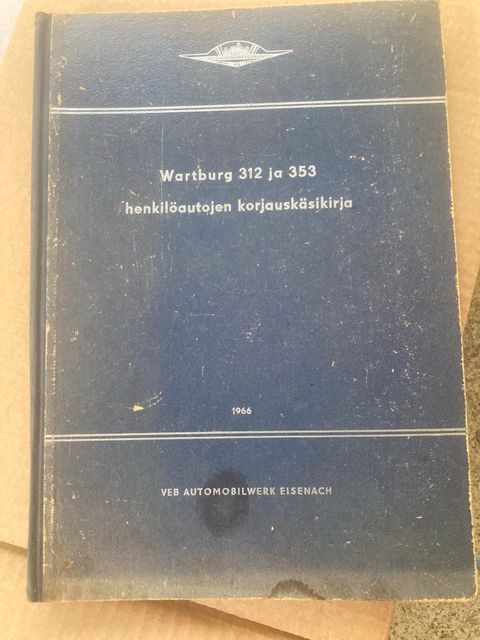 Wartburg 312 ja 353
henkilöautojen korjauskäsikirja
1966
VEB AUTOMOBILWERK EISENACH